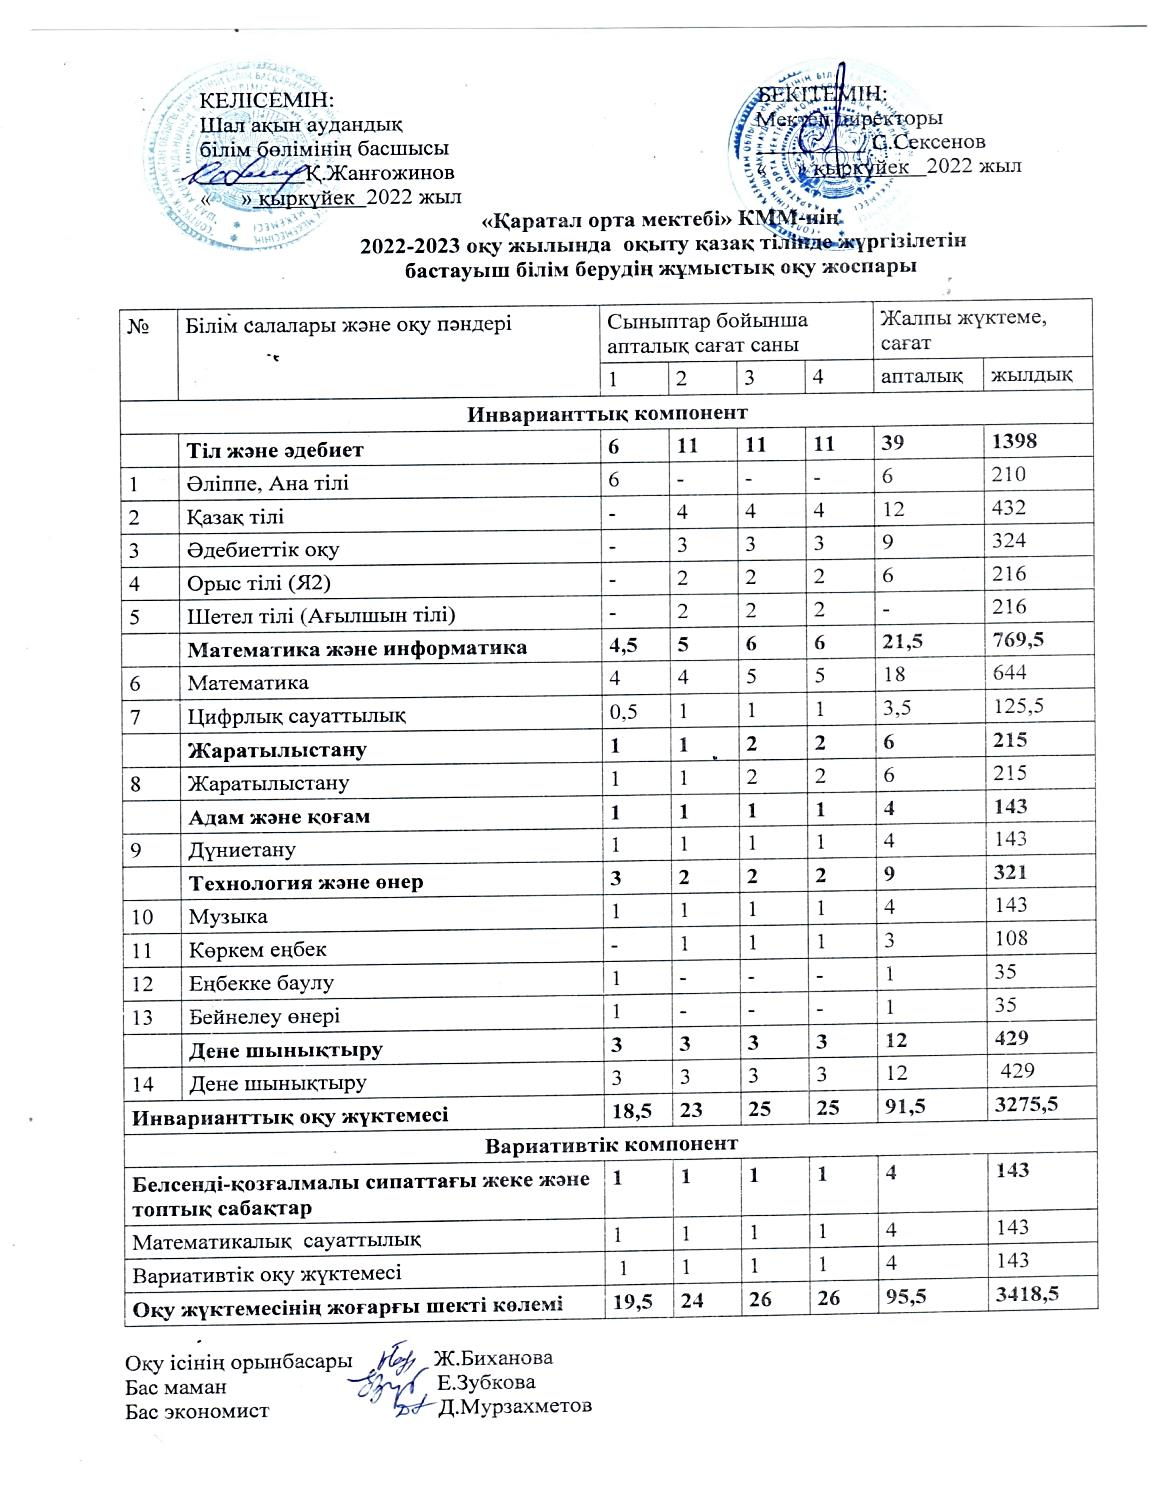 КЕЛІСЕМІН:
Шал ақын аудандық
білім бөлімінің басшысы
__________Қ.Жанғожинов
«     » қыркүйек  2022 жыл
БЕКІТЕМІН:
Мектеп директоры
__________ С.Сексенов
«     » қыркүйек  2022 жыл
«Қаратал орта мектебі» КММ-нің
2022-2023 оқу жылында  оқыту қазақ тілінде жүргізілетін
бастауыш білім берудің жұмыстық оқу жоспары
№ Білім салалары және оқу пәндері Сыныптар бойынша апталық сағат саны Жалпы жүктеме, сағат
1 2 3 4 апталық жылдық
Инварианттық компонент
Тіл және әдебиет 6 11 11 11 39 1398
1 Әліппе, Ана тілі 6 - - - 6 210
2 Қазақ тілі - 4 4 4 12 432
3 Әдебиеттік оқу - 3 3 3 9 324
4 Орыс тілі (Я2) - 2 2 2 6 216
5 Шетел тілі (Ағылшын тілі) - 2 2 2 - 216
Математика және информатика 4,5 5 6 6 21,5 769,5
6 Математика 4 4 5 5 18 644
7 Цифрлық сауаттылық 0,5 1 1 1 3,5 125,5
Жаратылыстану 1 1 2 2 6 215
8 Жаратылыстану 1 1 2 2 6 215
Адам және қоғам 1 1 1 1 4 143
9 Дүниетану 1 1 1 1 4 143
Технология және өнер 3 2 2 2 9 321
10 Музыка 1 1 1 1 4 143
11 Көркем еңбек - 1 1 1 3 108
12 Еңбекке баулу 1 - - - 1 35
13 Бейнелеу өнері 1 - - - 1 35
Дене шынықтыру 3 3 3 3 12 429
14 Дене шынықтыру 3 3 3 3 12 429
Инварианттық оқу жүктемесі 18,5 23 25 25 91,5 3275,5
Вариативтік компонент
Белсенді-қозғалмалы сипаттағы жеке және топтық сабақтар 1 1 1 1 4 143
Математикалық  сауаттылық 1 1 1 1 4 143
Вариативтік оқу жүктемесі 1 1 1 1 4 143
Оқу жүктемесінің жоғарғы шекті көлемі 19,5 24 26 26 95,5 3418,5
Оқу ісінің орынбасары Ж.Биханова
Бас маман Е.Зубкова
Бас экономист Д.Мурзахметов